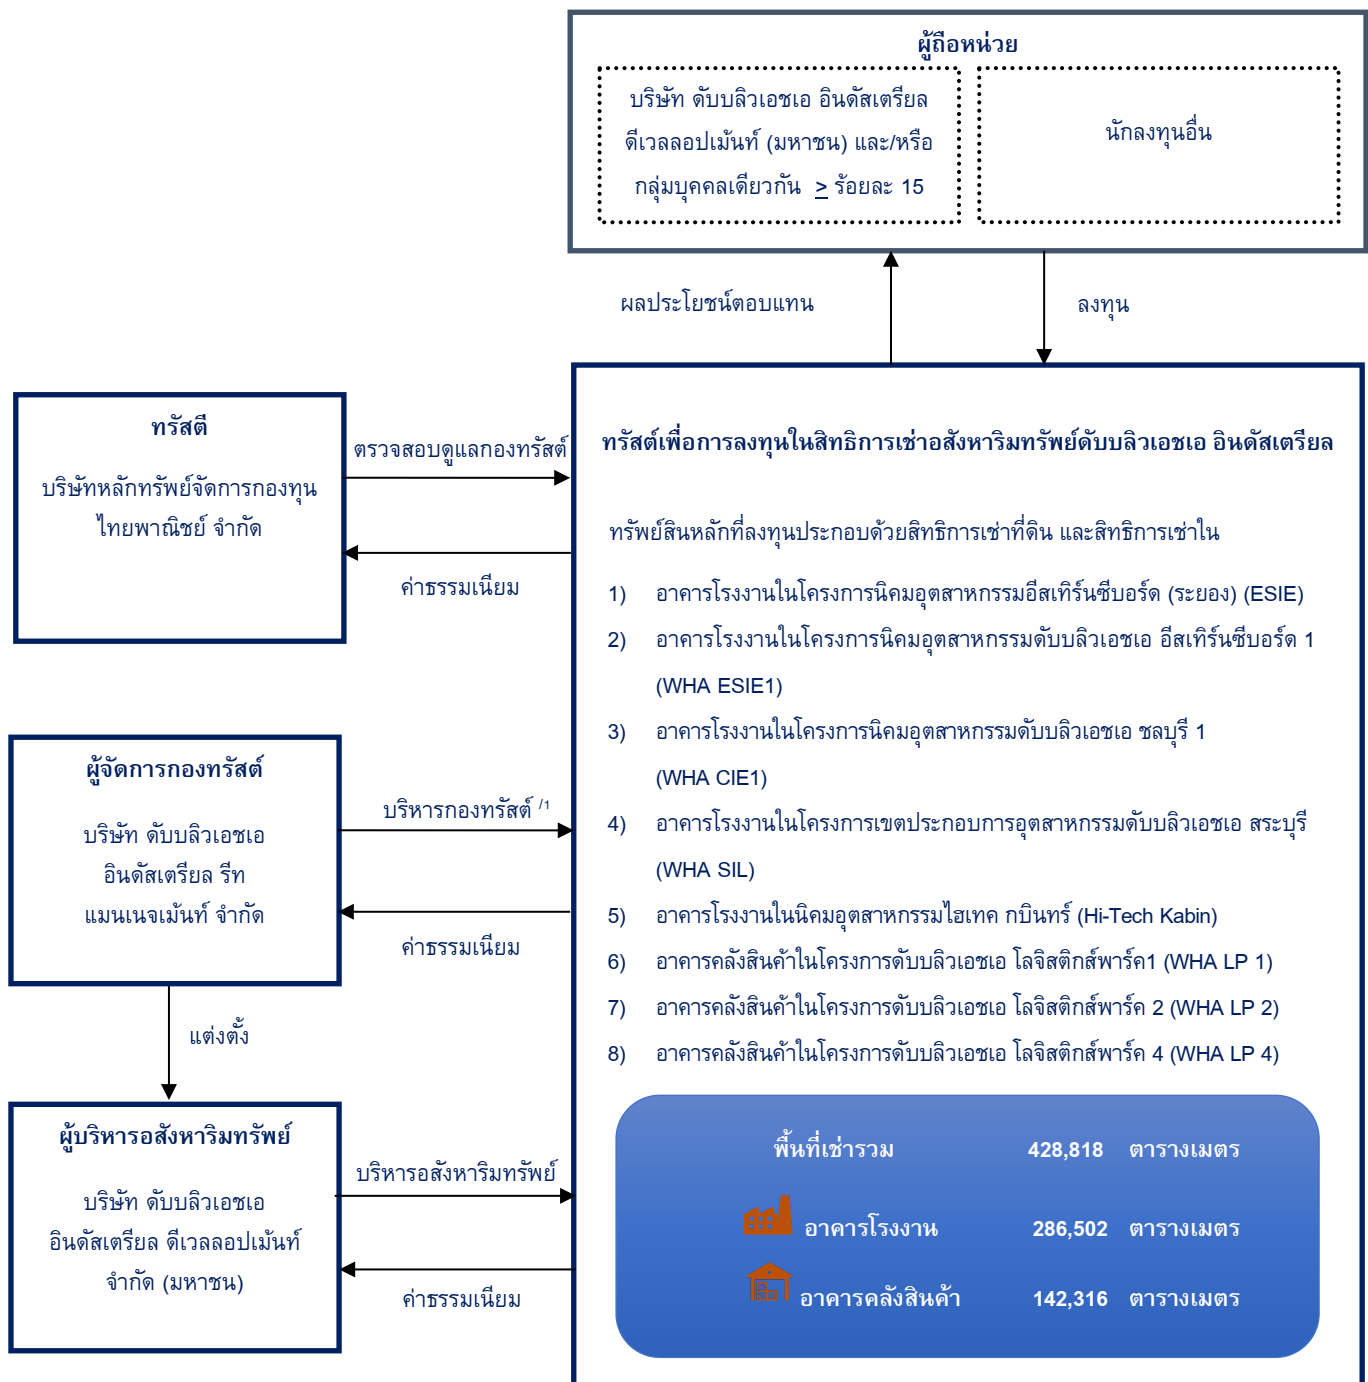 ผู้ถือหน่วย
บริษัท ดับบลิวเอชเอ อินดัสเตรียล
ดีเวลลอปเม้นท์ (มหาชน) และ/หรือ
กลุ่มบุคคลเดียวกัน > ร้อยละ 15
นักลงทุนอื่น
ผลประโยชน์ตอบแทน
ลงทุน
ทรัสตี
บริษัทหลักทรัพย์จัดการกองทุน
ไทยพาณิชย์ จำกัด
ตรวจสอบดูแลกองทรัสต์
ค่าธรรมเนียม
ผู้จัดการกองทรัสต์
บริษัท ดับบลิวเอชเอ
อินดัสเตรียล รีท
แมนเนจเม้นท์ จำกัด
บริหารกองทรัสต์ /1
ค่าธรรมเนียม
แต่งตั้ง
ผู้บริหารอสังหาริมทรัพย์
บริษัท ดับบลิวเอชเอ
อินดัสเตรียล ดีเวลลอปเม้นท์
จำกัด (มหาชน)
บริหารอสังหาริมทรัพย์
ค่าธรรมเนียม
ทรัสต์เพื่อการลงทุนในสิทธิการเช่าอสังหาริมทรัพย์ดับบลิวเอชเอ อินดัสเตรียล
ทรัพย์สินหลักที่ลงทุนประกอบด้วยสิทธิการเช่าที่ดิน และสิทธิการเช่าใน
1) อาคารโรงงานในโครงการนิคมอุตสาหกรรมอีสเทิร์นซีบอร์ด (ระยอง) (ESIE)
2) อาคารโรงงานในโครงการนิคมอุตสาหกรรมดับบลิวเอชเอ อีสเทิร์นซีบอร์ด 1
(WHA ESIE1)
3) อาคารโรงงานในโครงการนิคมอุตสาหกรรมดับบลิวเอชเอ ชลบุรี 1
(WHA CIE1)
4) อาคารโรงงานในโครงการเขตประกอบการอุตสาหกรรมดับบลิวเอชเอ สระบุรี
(WHA SIL)
5) อาคารโรงงานในนิคมอุตสาหกรรมไฮเทค กบินทร์ (Hi-Tech Kabin)
6) อาคารคลังสินค้าในโครงการดับบลิวเอชเอ โลจิสติกส์พาร์ค1 (WHA LP 1)
7) อาคารคลังสินค้าในโครงการดับบลิวเอชเอ โลจิสติกส์พาร์ค 2 (WHA LP 2)
8) อาคารคลังสินค้าในโครงการดับบลิวเอชเอ โลจิสติกส์พาร์ค 4 (WHA LP 4)
พื้นที่เช่ารวม 428,818 ตารางเมตร
อาคารโรงงาน 286,502 ตารางเมตร
อาคารคลังสินค้า 142,316 ตารางเมตร